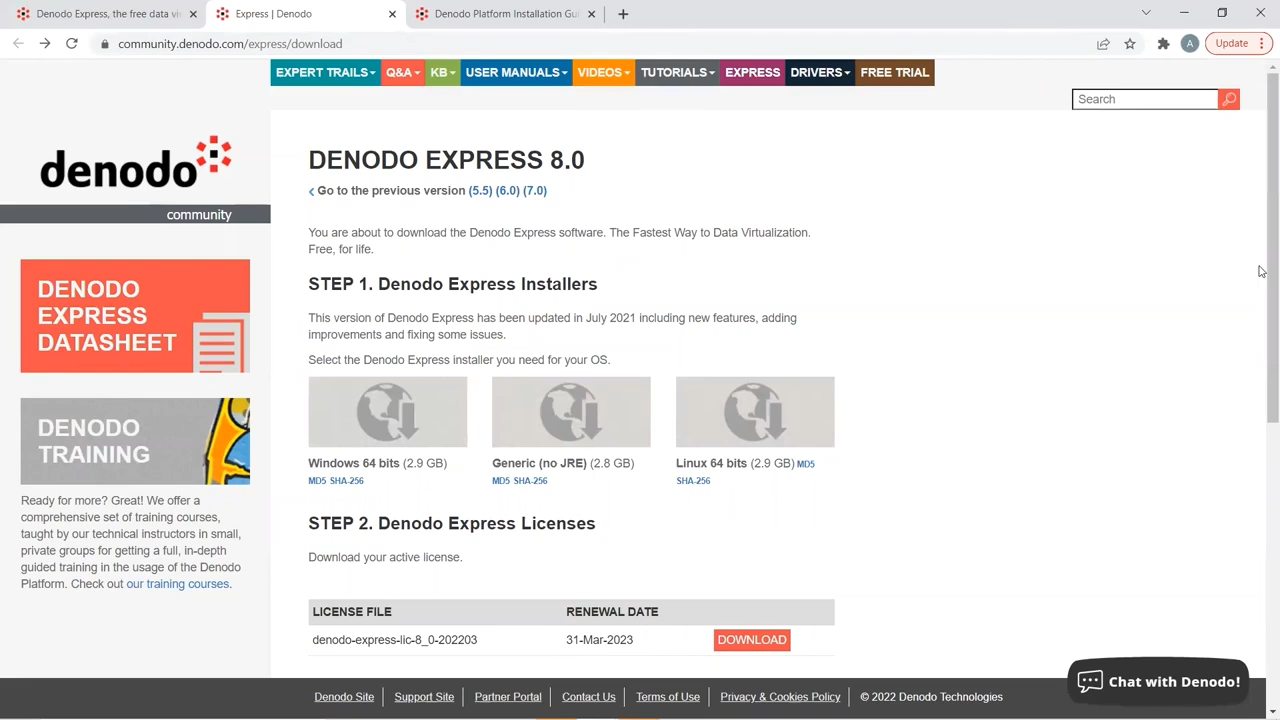 Denodo Express, the free data vi
Express | Denodo
Denodo Platform Installation Gu
community.denodo.com/express/download
A
Update
EXPERT TRAILS
Q&A
KB
USER MANUALS
VIDEOS
TUTORIALS
EXPRESS
DRIVERS
FREE TRIAL
Search
denodo
community
DENODO
EXPRESS
DATASHEET
DENODO
TRAINING
Ready for more? Great! We offer a
comprehensive set of training courses,
taught by our technical instructors in small,
private groups for getting a full, in-depth
guided training in the usage of the Denodo
Platform. Check out our training courses.
DENODO EXPRESS 8.0
Go to the previous version (5.5) (6.0) (7.0)
You are about to download the Denodo Express software. The Fastest Way to Data Virtualization.
Free, for life.
STEP 1. Denodo Express Installers
This version of Denodo Express has been updated in July 2021 including new features, adding
improvements and fixing some issues.
Select the Denodo Express installer you need for your OS.
Windows 64 bits (2.9 GB)
MD5 SHA-256
Generic (no JRE) (2.8 GB)
MD5 SHA-256
Linux 64 bits (2.9 GB) MD5
SHA-256
STEP 2. Denodo Express Licenses
Download your active license.
LICENSE FILE RENEWAL DATE
denodo-express-lic-8_0-202203 31-Mar-2023 DOWNLOAD
Denodo Site | Support Site | Partner Portal | Contact Us | Terms of Use | Privacy & Cookies Policy | © 2022 Denodo Technologies
Chat with Denodo!